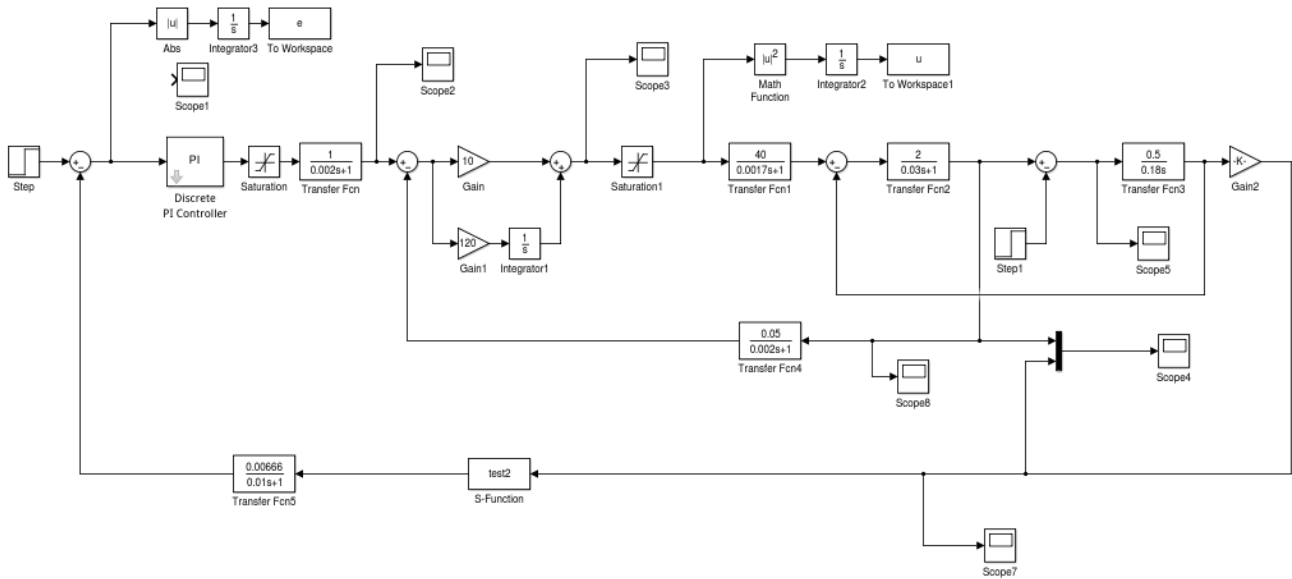 |u|
Abs
1
s
Integrator3
e
To Workspace
Scope1
Scope2
Scope3
|u|2
Math
Function
1
s
Integrator2
u
To Workspace1
Step
+
−
PI
Discrete
PI Controller
Saturation
1
0.002s+1
Transfer Fcn
+
−
10
Gain
+
+
Saturation1
40
0.0017s+1
Transfer Fcn1
+
−
2
0.03s+1
Transfer Fcn2
+
−
0.5
0.18s
Transfer Fcn3
-K-
Gain2
120
Gain1
1
s
Integrator1
Step1
Scope5
0.05
0.002s+1
Transfer Fcn4
Scope8
Scope4
0.00666
0.01s+1
Transfer Fcn5
test2
S-Function
Scope7